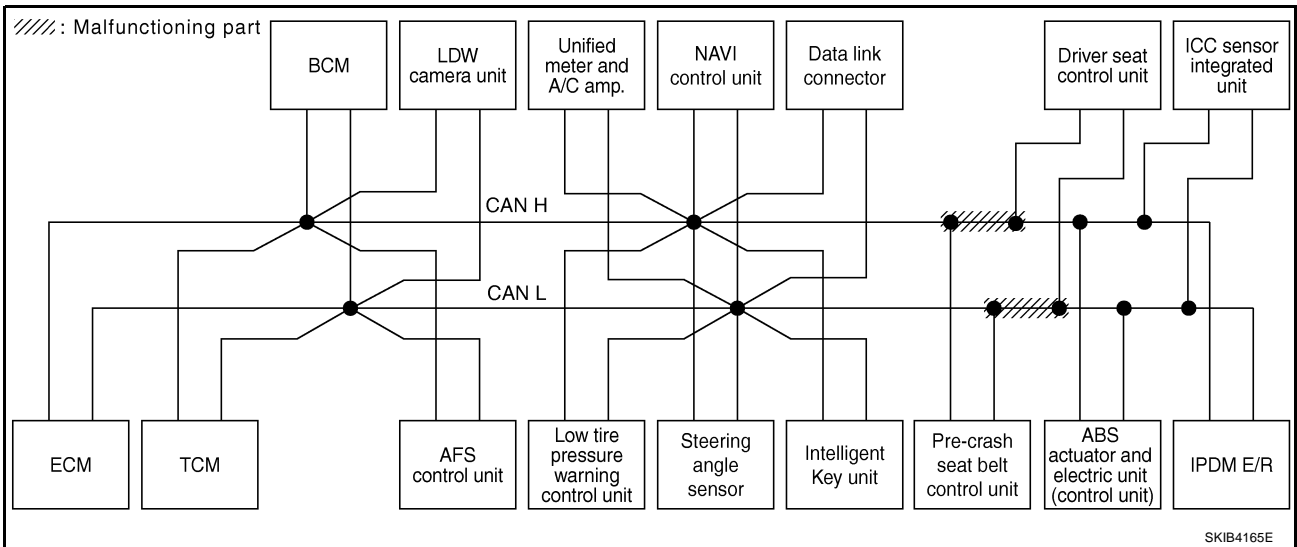 : Malfunctioning part
BCM
LDW
camera unit
Unified
meter and
A/C amp.
NAVI
control unit
Data link
connector
Driver seat
control unit
ICC sensor
integrated
unit
CAN H
CAN L
ECM
TCM
AFS
control unit
Low tire
pressure
warning
control unit
Steering
angle
sensor
Intelligent
Key unit
Pre-crash
seat belt
control unit
ABS
actuator and
electric unit
(control unit)
IPDM E/R
SKIB4165E